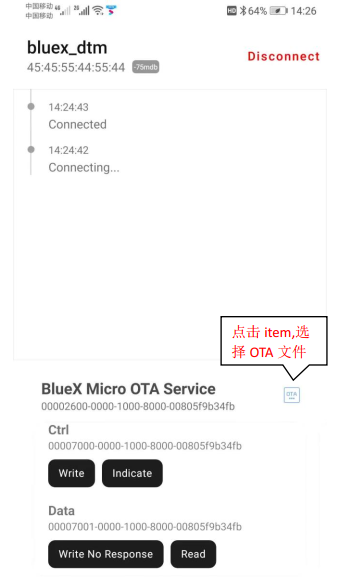 中国移动
中国移动
64% 14:26
bluex_dtm
45:45:55:44:55:44 -75mdb
Disconnect
14:24:43
Connected
14:24:42
Connecting...
点击 item,选
择 OTA 文件
BlueX Micro OTA Service
00002600-0000-1000-8000-00805f9b34fb
OTA
Ctrl
00007000-0000-1000-8000-00805f9b34fb
Write Indicate
Data
00007001-0000-1000-8000-00805f9b34fb
Write No Response Read